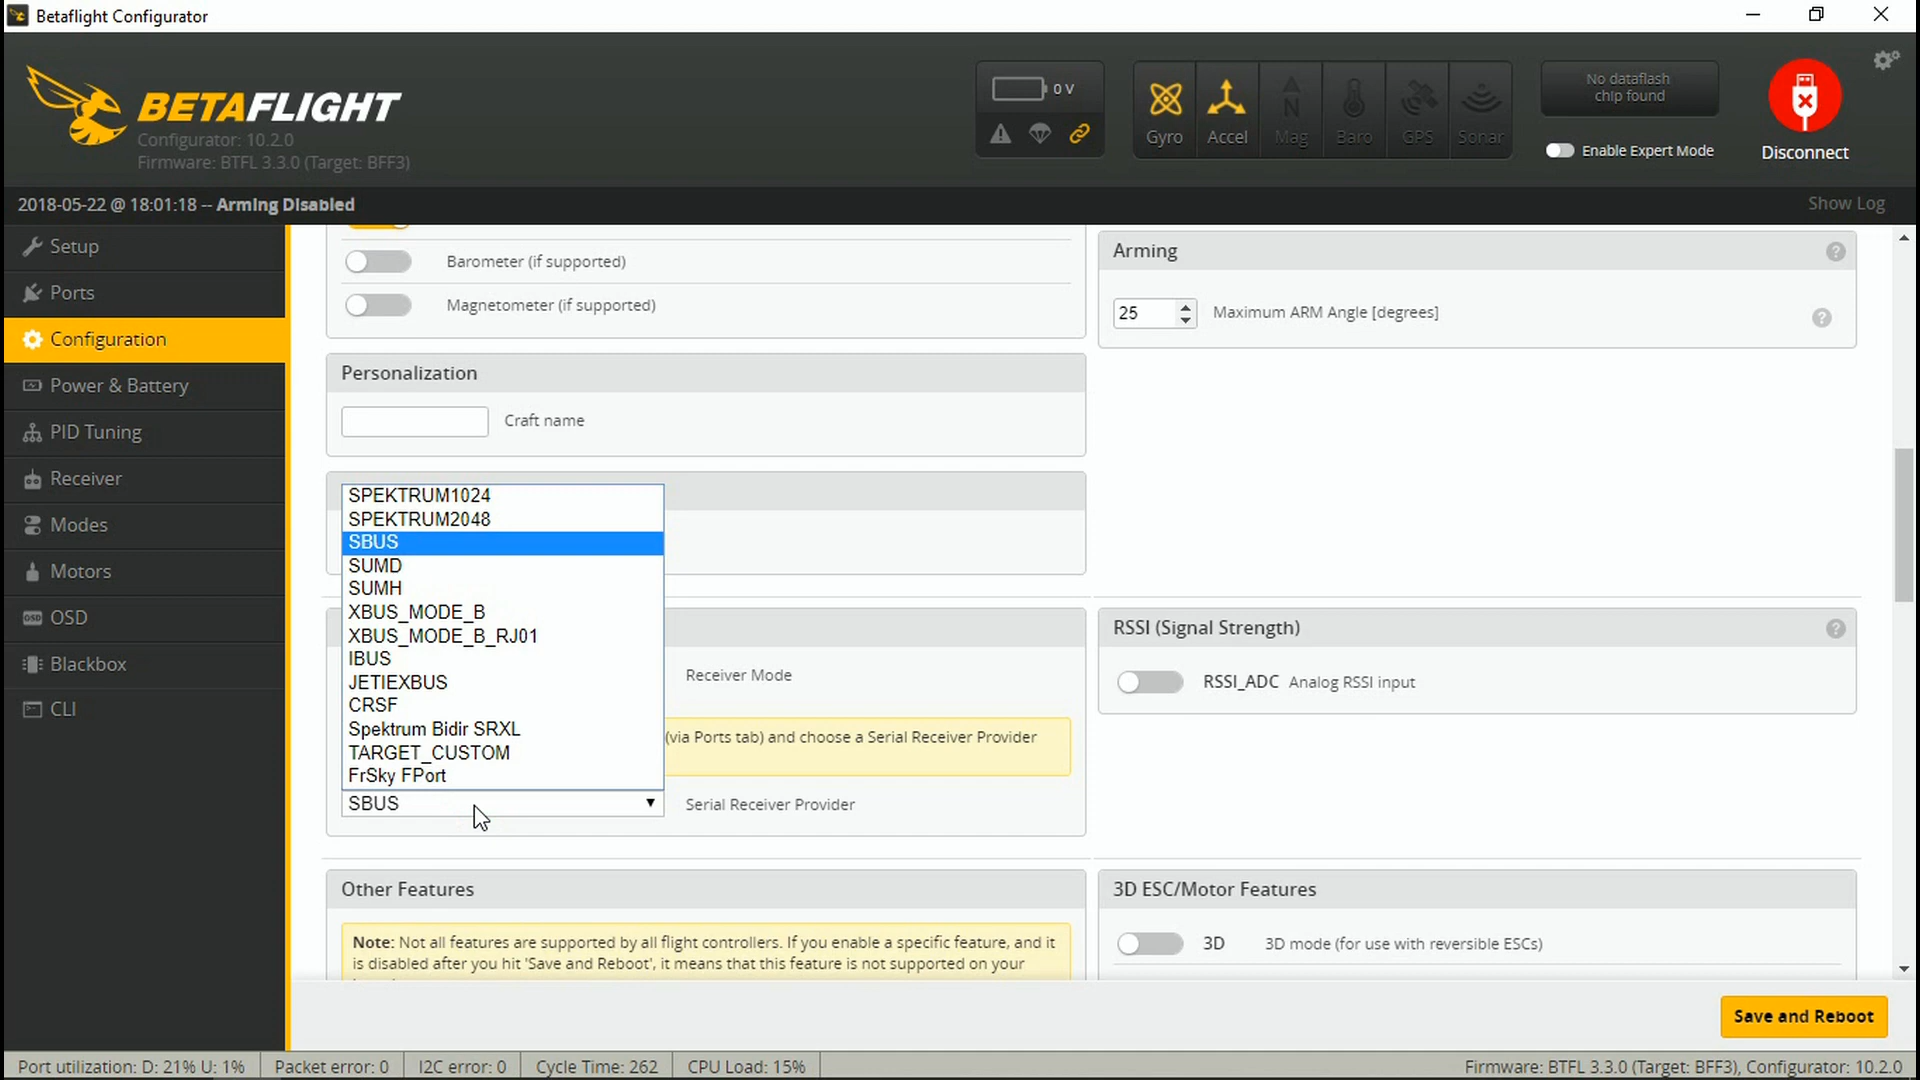 Betaflight Configurator
BETAFLIGHT
Configurator: 10.2.0
Firmware: BTFL 3.3.0 (Target: BFF3)
0 V
Gyro
Accel
Mag
Baro
GPS
Sonar
No dataflash
chip found
Enable Expert Mode
Disconnect
2018-05-22 @ 18:01:18 -- Arming Disabled
Show Log
Setup
Ports
Configuration
Power & Battery
PID Tuning
Receiver
Modes
Motors
OSD
Blackbox
CLI
Barometer (if supported)
Magnetometer (if supported)
Personalization
Craft name
SPEKTRUM1024
SPEKTRUM2048
SBUS
SUMD
SUMH
XBUS_MODE_B
XBUS_MODE_B_RJ01
IBUS
JETIEXBUS
CRSF
Spektrum Bidir SRXL
TARGET_CUSTOM
FrSky FPort
SBUS
Receiver Mode
(via Ports tab) and choose a Serial Receiver Provider
Serial Receiver Provider
Other Features
Note: Not all features are supported by all flight controllers. If you enable a specific feature, and it
is disabled after you hit 'Save and Reboot', it means that this feature is not supported on your
Arming
25 Maximum ARM Angle [degrees]
RSSI (Signal Strength)
RSSI_ADC Analog RSSI input
3D ESC/Motor Features
3D 3D mode (for use with reversible ESCs)
Save and Reboot
Port utilization: D: 21% U: 1%
Packet error: 0
I2C error: 0
Cycle Time: 262
CPU Load: 15%
Firmware: BTFL 3.3.0 (Target: BFF3), Configurator: 10.2.0